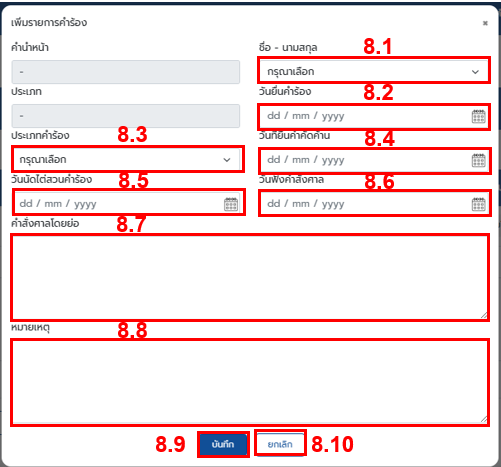 เพิ่มรายการคำร้อง ×
คำนำหน้า ชื่อ - นามสกุล 8.1
- กรุณาเลือก
ประเภท วันยื่นคำร้อง 8.2
- dd / mm / yyyy
ประเภทคำร้อง 8.3 วันที่ยื่นคำคัดค้าน 8.4
กรุณาเลือก dd / mm / yyyy
วันนัดไต่สวนคำร้อง 8.5 วันฟังคำสั่งศาล 8.6
dd / mm / yyyy dd / mm / yyyy
คำสั่งศาลโดยย่อ 8.7
หมายเหตุ 8.8
8.9 บันทึก ยกเลิก 8.10